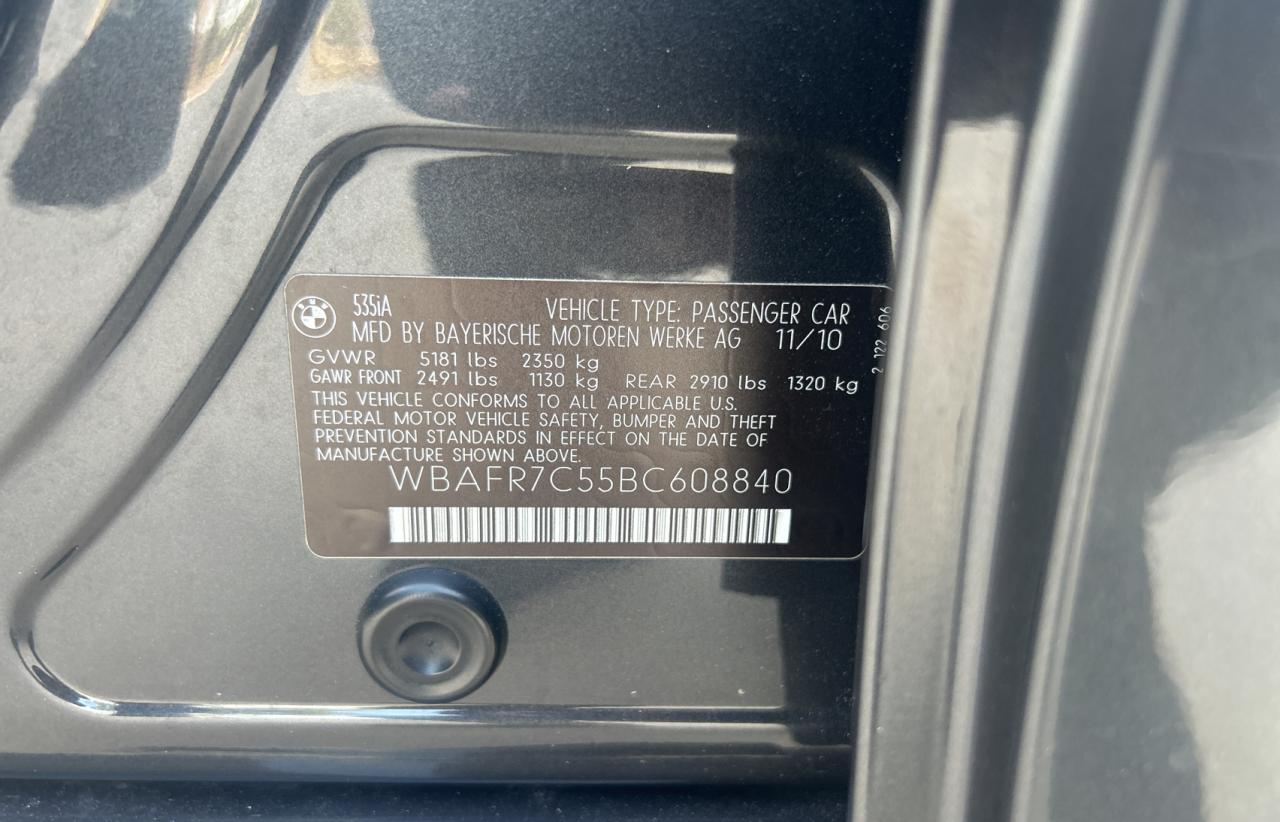 BMW
535iA VEHICLE TYPE: PASSENGER CAR
MFD BY BAYERISCHE MOTOREN WERKE AG 11/10
GVWR 5181 lbs 2350 kg
GAWR FRONT 2491 lbs 1130 kg REAR 2910 lbs 1320 kg
THIS VEHICLE CONFORMS TO ALL APPLICABLE U.S.
FEDERAL MOTOR VEHICLE SAFETY, BUMPER AND THEFT
PREVENTION STANDARDS IN EFFECT ON THE DATE OF
MANUFACTURE SHOWN ABOVE.
WBAFR7C55BC608840
2 122 606